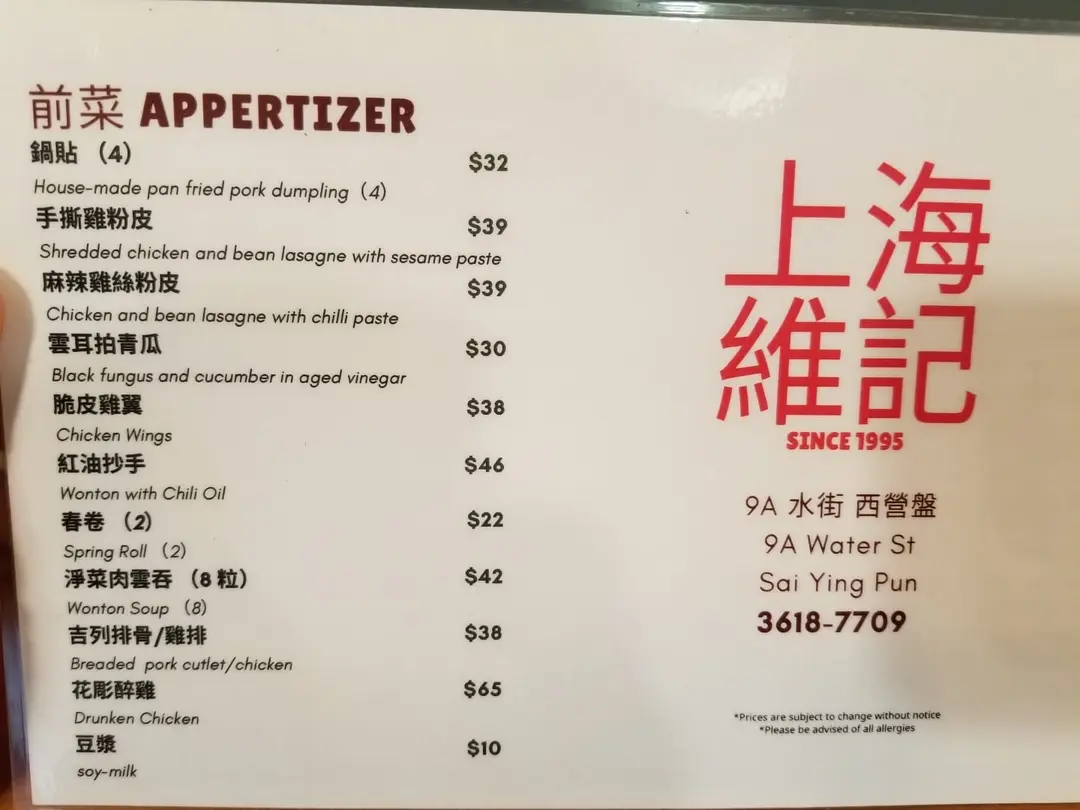 前菜 APPERTIZER
鍋貼 （4） $32
House-made pan fried pork dumpling（4）
手撕雞粉皮 $39
Shredded chicken and bean lasagne with sesame paste
麻辣雞絲粉皮 $39
Chicken and bean lasagne with chilli paste
雲耳拍青瓜 $30
Black fungus and cucumber in aged vinegar
脆皮雞翼 $38
Chicken Wings
紅油抄手 $46
Wonton with Chili Oil
春卷 （2） $22
Spring Roll （2）
淨菜肉雲吞 （8 粒） $42
Wonton Soup （8）
吉列排骨/雞排 $38
Breaded pork cutlet/chicken
花彫醉雞 $65
Drunken Chicken
豆漿 $10
soy-milk
上海
維記
SINCE 1995
9A 水街 西營盤
9A Water St
Sai Ying Pun
3618-7709
*Prices are subject to change without notice
*Please be advised of all allergies